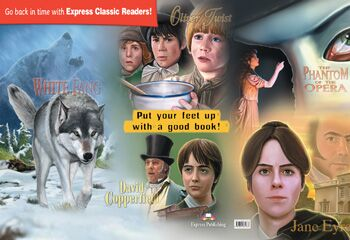 Go back in time with Express Classic Readers!
Oliver Twist
WHITE FANG
THE
PHANTOM
OF THE
OPERA
Put your feet up
with a good book!
David
Copperfield
Express Publishing
Jane Eyre